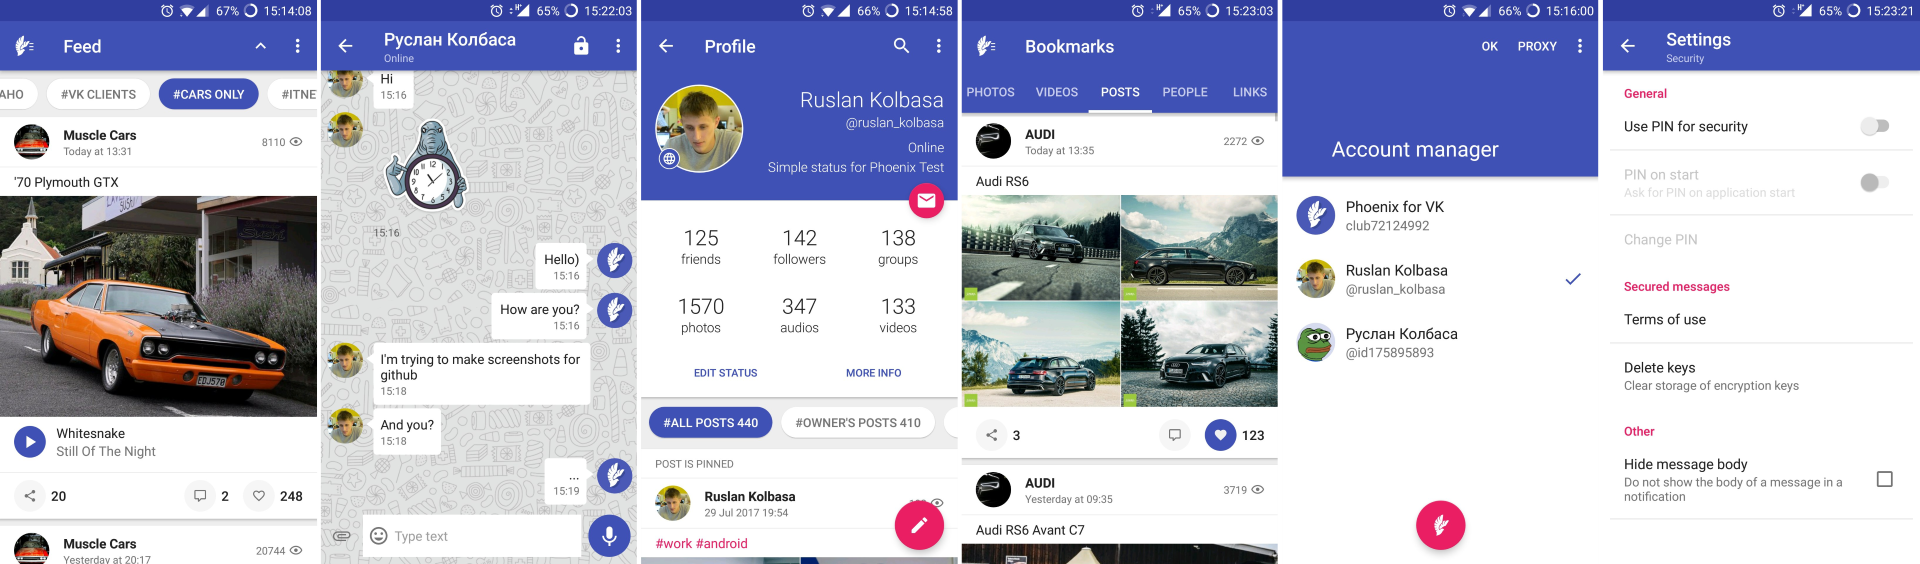 67% 15:14:08
Feed
АНО #VK CLIENTS #CARS ONLY #ITNE
Muscle Cars
Today at 13:31
8110
'70 Plymouth GTX
SUSHI
Whitesnake
Still Of The Night
20 2 248
Muscle Cars
Yesterday at 20:17
20744
H+ 65% 15:22:03
Руслан Колбаса
Online
Hi
15:16
15:16
Hello)
15:16
How are you?
15:16
I'm trying to make screenshots for
github
15:18
And you?
15:18
...
15:19
Type text
66% 15:14:58
Profile
Ruslan Kolbasa
@ruslan_kolbasa
Online
Simple status for Phoenix Test
125 142 138
friends followers groups
1570 347 133
photos audios videos
EDIT STATUS MORE INFO
#ALL POSTS 440 #OWNER'S POSTS 410
POST IS PINNED
Ruslan Kolbasa
29 Jul 2017 19:54
#work #android
H+ 65% 15:23:03
Bookmarks
PHOTOS VIDEOS POSTS PEOPLE LINKS
AUDI
Today at 13:35
2272
Audi RS6
3 123
AUDI
Yesterday at 09:35
3719
Audi RS6 Avant C7
66% 15:16:00
OK PROXY
Account manager
Phoenix for VK
club72124992
Ruslan Kolbasa
@ruslan_kolbasa
Руслан Колбаса
@id175895893
H+ 65% 15:23:21
Settings
Security
General
Use PIN for security
PIN on start
Ask for PIN on application start
Change PIN
Secured messages
Terms of use
Delete keys
Clear storage of encryption keys
Other
Hide message body
Do not show the body of a message in a
notification